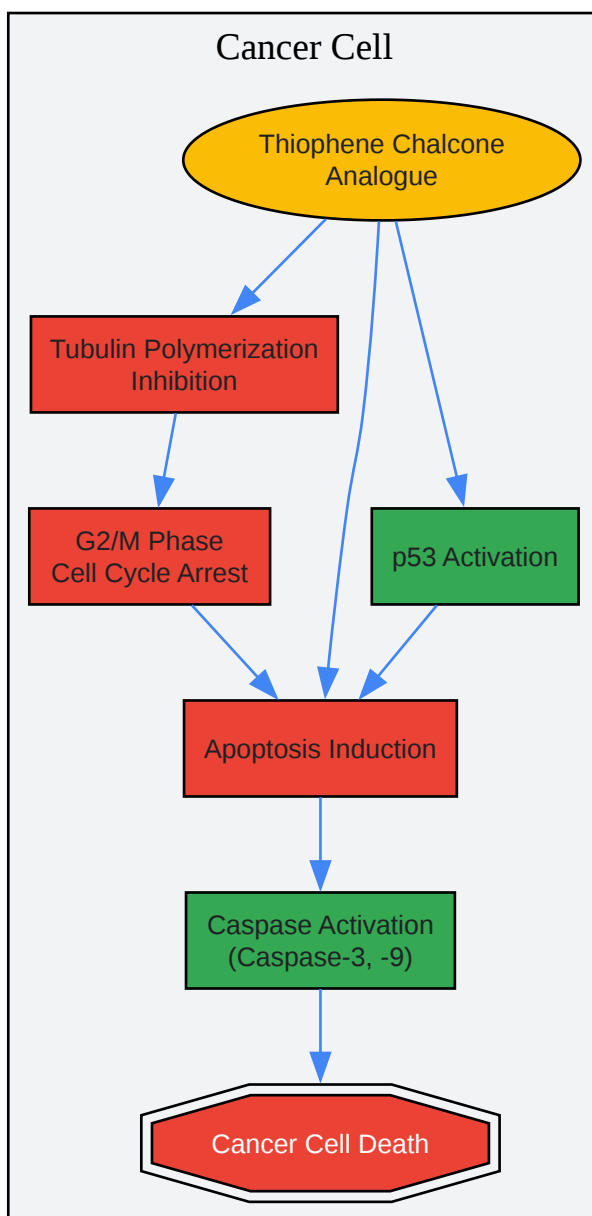 Cancer Cell
Thiophene Chalcone
Analogue
Tubulin Polymerization
Inhibition
G2/M Phase
Cell Cycle Arrest
p53 Activation
Apoptosis Induction
Caspase Activation
(Caspase-3, -9)
Cancer Cell Death